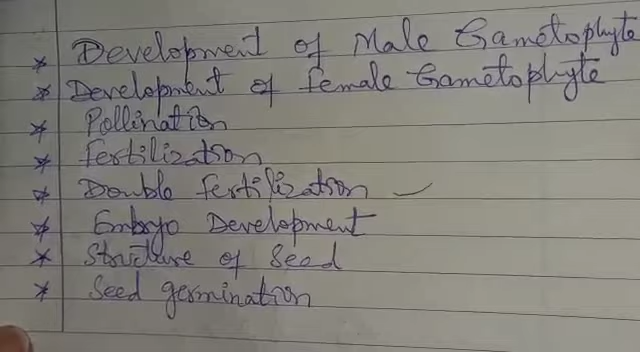 * Development of Male Gametophyte
* Development of Female Gametophyte
* Pollination
* Fertilization
* Double fertilization
* Embryo Development
* Structure of Seed
* Seed germination